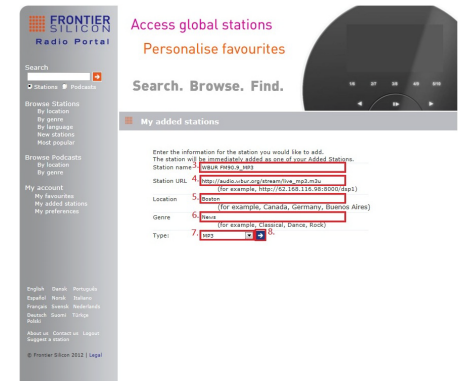 FRONTIER
SILICON
Radio Portal
Search
Stations Podcasts
Browse Stations
By location
By genre
By language
New stations
Most popular
Browse Podcasts
By location
By genre
My account
My favourites
My added stations
My preferences
English Dansk Português
Español Norsk Italiano
Français Svensk Nederlands
Deutsch Suomi Türkçe
Polski
About us Contact us Logout
Suggest a station
© Frontier Silicon 2012 | Legal
Access global stations
Personalise favourites
Search. Browse. Find.
My added stations
Enter the information for the station you would like to add.
The station will be immediately added as one of your Added Stations.
Station name 3. WBUR FM90.9_MP3
Station URL 4. http://audio.wbur.org/stream/live_mp3.m3u
(for example, http://62.168.116.98:8000/dsp1)
Location 5. Boston
(for example, Canada, Germany, Buenos Aires)
Genre 6. News
(for example, Classical, Dance, Rock)
Type: 7. MP3 8.